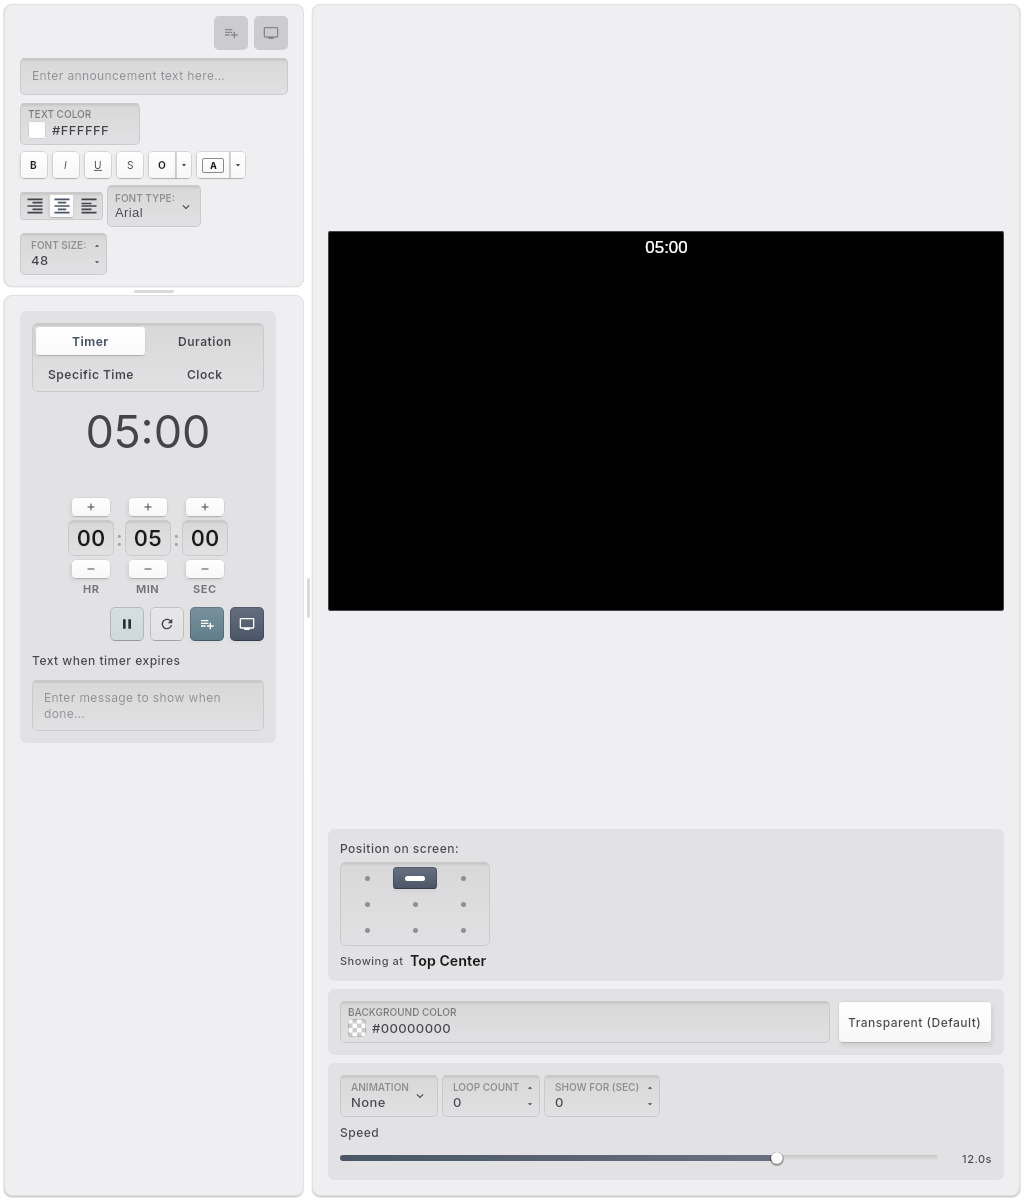 Enter announcement text here...
TEXT COLOR
#FFFFFF
B I U S O A
FONT TYPE:
Arial
FONT SIZE:
48
Timer Duration
Specific Time Clock
05:00
+ + +
00 : 05 : 00
− − −
HR MIN SEC
Text when timer expires
Enter message to show when
done...
05:00
Position on screen:
Showing at Top Center
BACKGROUND COLOR
#00000000
Transparent (Default)
ANIMATION LOOP COUNT SHOW FOR (SEC)
None 0 0
Speed
12.0s